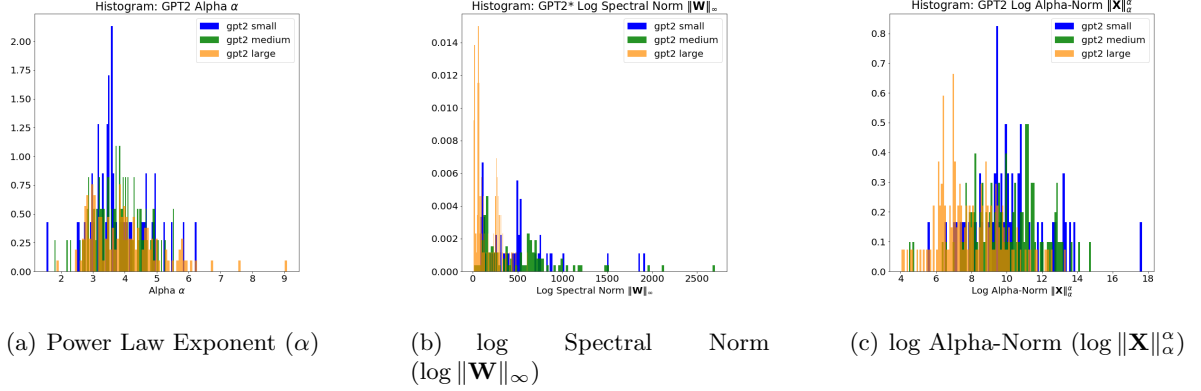 Histogram: GPT2 Alpha α
gpt2 small
gpt2 medium
gpt2 large
2.00
1.75
1.50
1.25
1.00
0.75
0.50
0.25
0.00
2 3 4 5 6 7 8 9
Alpha α
Histogram: GPT2* Log Spectral Norm ‖W‖∞
gpt2 small
gpt2 medium
gpt2 large
0.014
0.012
0.010
0.008
0.006
0.004
0.002
0.000
0 500 1000 1500 2000 2500
Log Spectral Norm ‖W‖∞
Histogram: GPT2 Log Alpha-Norm ‖X‖αα
gpt2 small
gpt2 medium
gpt2 large
0.8
0.7
0.6
0.5
0.4
0.3
0.2
0.1
0.0
4 6 8 10 12 14 16 18
Log Alpha-Norm ‖X‖αα
(a) Power Law Exponent (α)
(b) log Spectral Norm
(log ‖W‖∞)
(c) log Alpha-Norm (log ‖X‖αα)